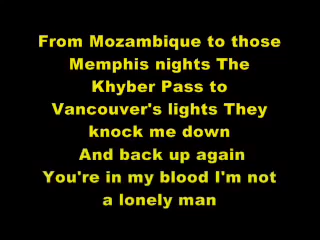 From Mozambique to those
Memphis nights The
Khyber Pass to
Vancouver's lights They
knock me down
And back up again
You're in my blood I'm not
a lonely man